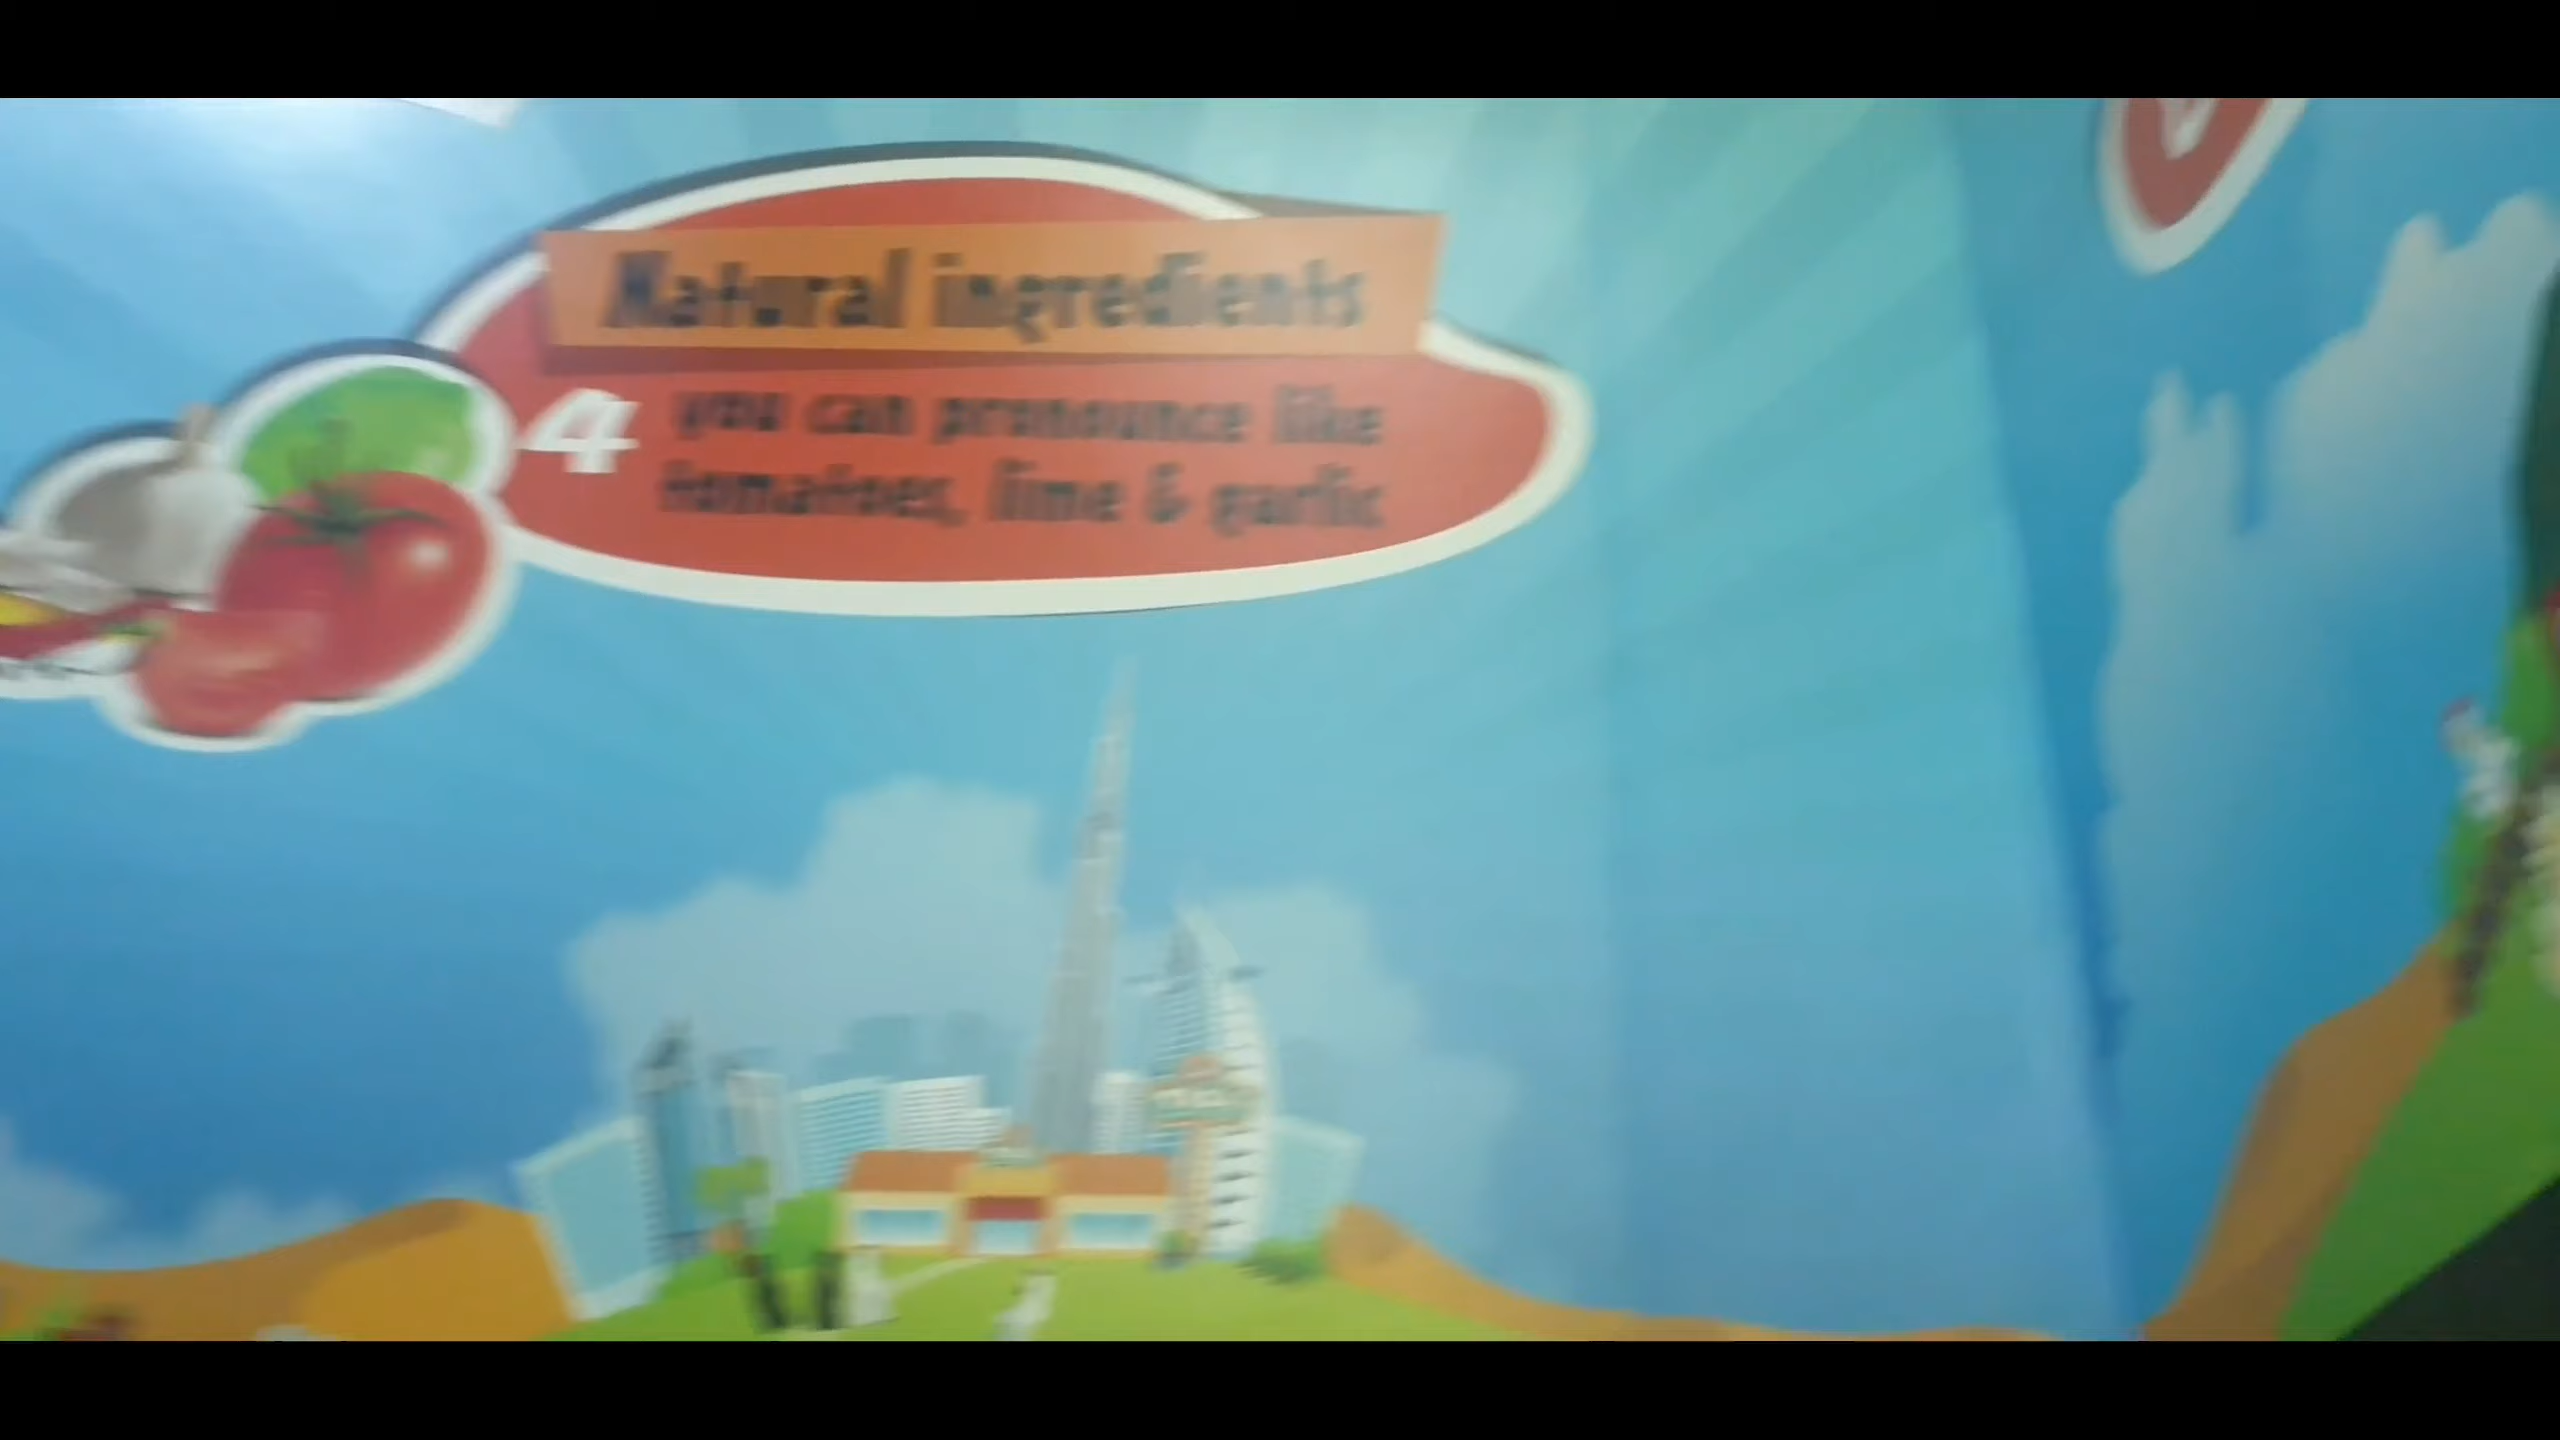 Natural ingredients
4 you can pronounce like
tomatoes, lime & garlic